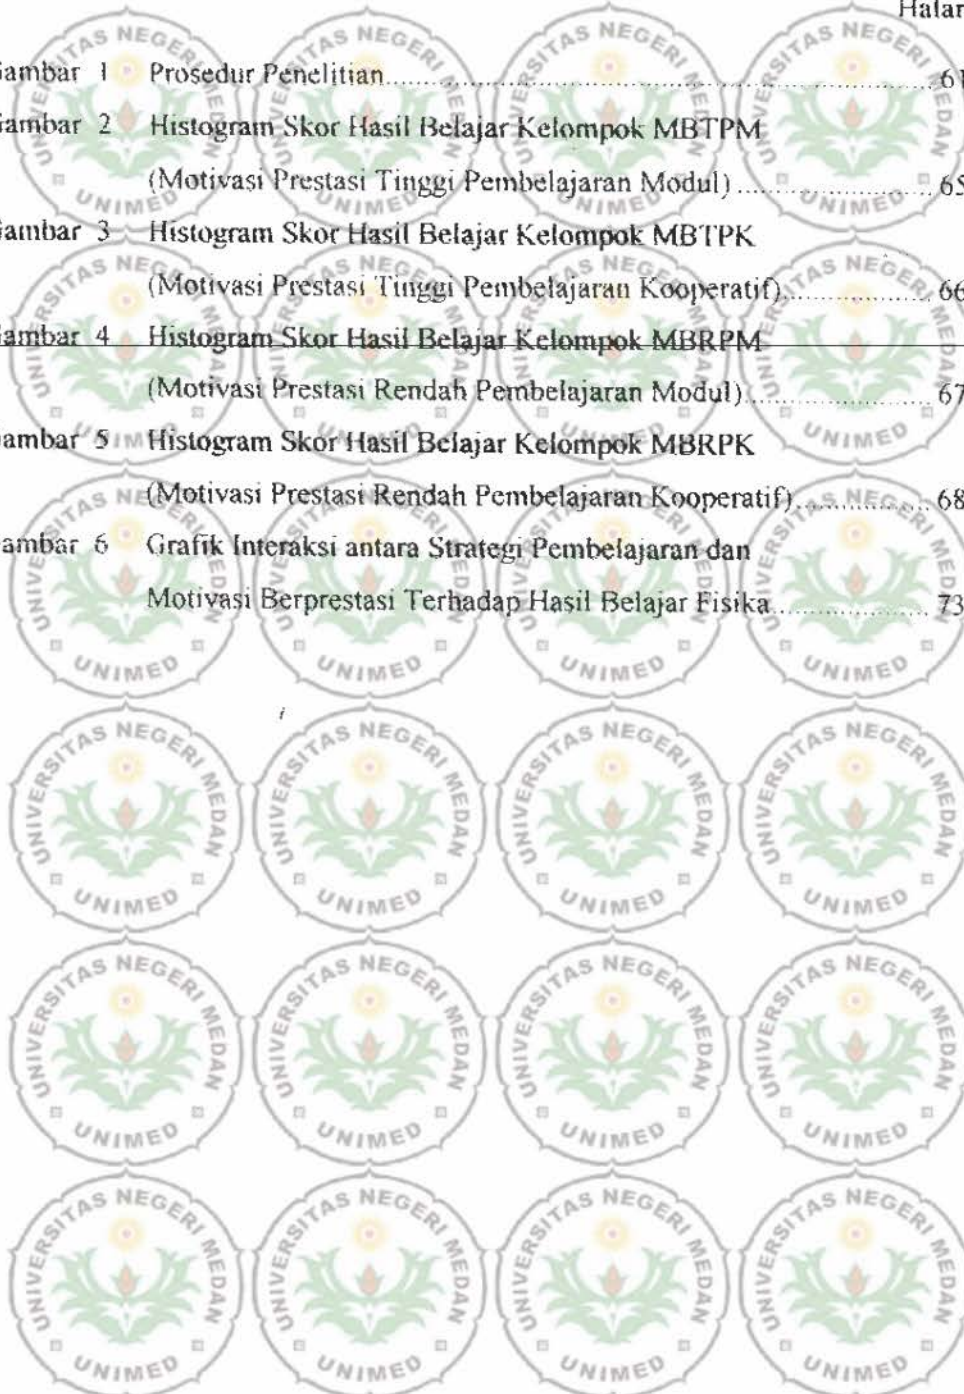 Halar
Gambar 1 Prosedur Penelitian 61
Gambar 2 Histogram Skor Hasil Belajar Kelompok MBTPM
(Motivasi Prestasi Tinggi Pembelajaran Modul) 65
Gambar 3 Histogram Skor Hasil Belajar Kelompok MBTPK
(Motivasi Prestasi Tinggi Pembelajaran Kooperatif) 66
Gambar 4 Histogram Skor Hasil Belajar Kelompok MBRPM
(Motivasi Prestasi Rendah Pembelajaran Modul) 67
Gambar 5 Histogram Skor Hasil Belajar Kelompok MBRPK
(Motivasi Prestasi Rendah Pembelajaran Kooperatif) 68
Gambar 6 Grafik Interaksi antara Strategi Pembelajaran dan
Motivasi Berprestasi Terhadap Hasil Belajar Fisika 73
UNIVERSITAS NEGERI MEDAN
UNIMED